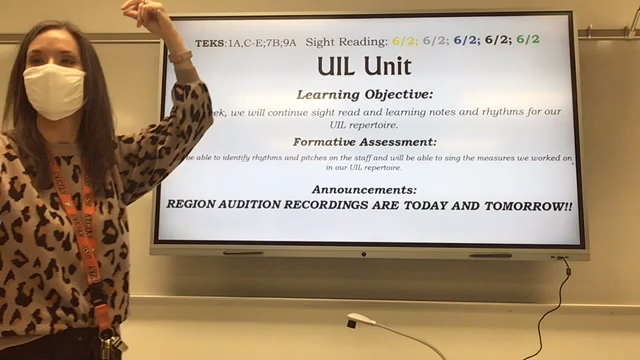 TEKS:1A,C-E;7B;9A Sight Reading: 6/2; 6/2; 6/2; 6/2; 6/2
UIL Unit
Learning Objective:
we will continue sight read and learning notes and rhythms for our
UIL repertoire.
Formative Assessment:
be able to identify rhythms and pitches on the staff and will be able to sing the measures we worked on
in our UIL repertoire.
Announcements:
REGION AUDITION RECORDINGS ARE TODAY AND TOMORROW!!